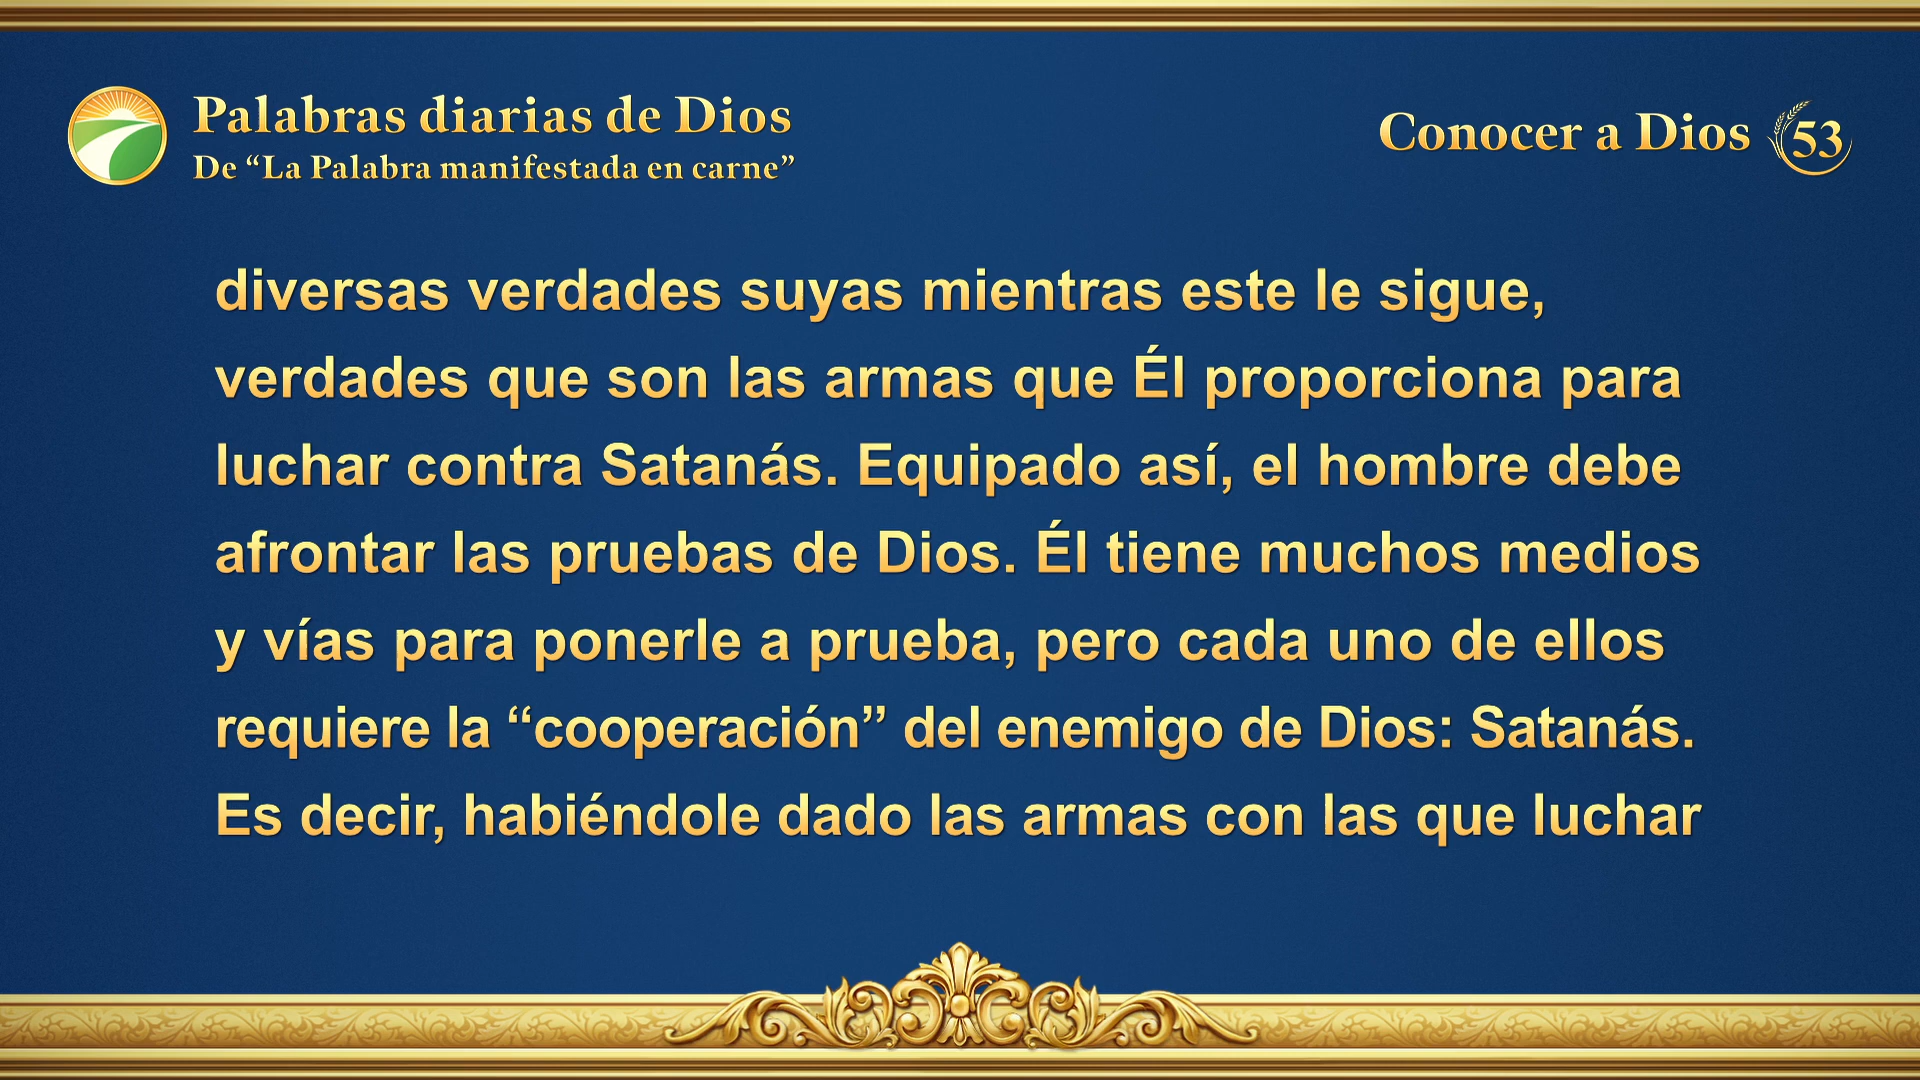 Palabras diarias de Dios
De “La Palabra manifestada en carne”
Conocer a Dios 53
diversas verdades suyas mientras este le sigue,
verdades que son las armas que Él proporciona para
luchar contra Satanás. Equipado así, el hombre debe
afrontar las pruebas de Dios. Él tiene muchos medios
y vías para ponerle a prueba, pero cada uno de ellos
requiere la “cooperación” del enemigo de Dios: Satanás.
Es decir, habiéndole dado las armas con las que luchar